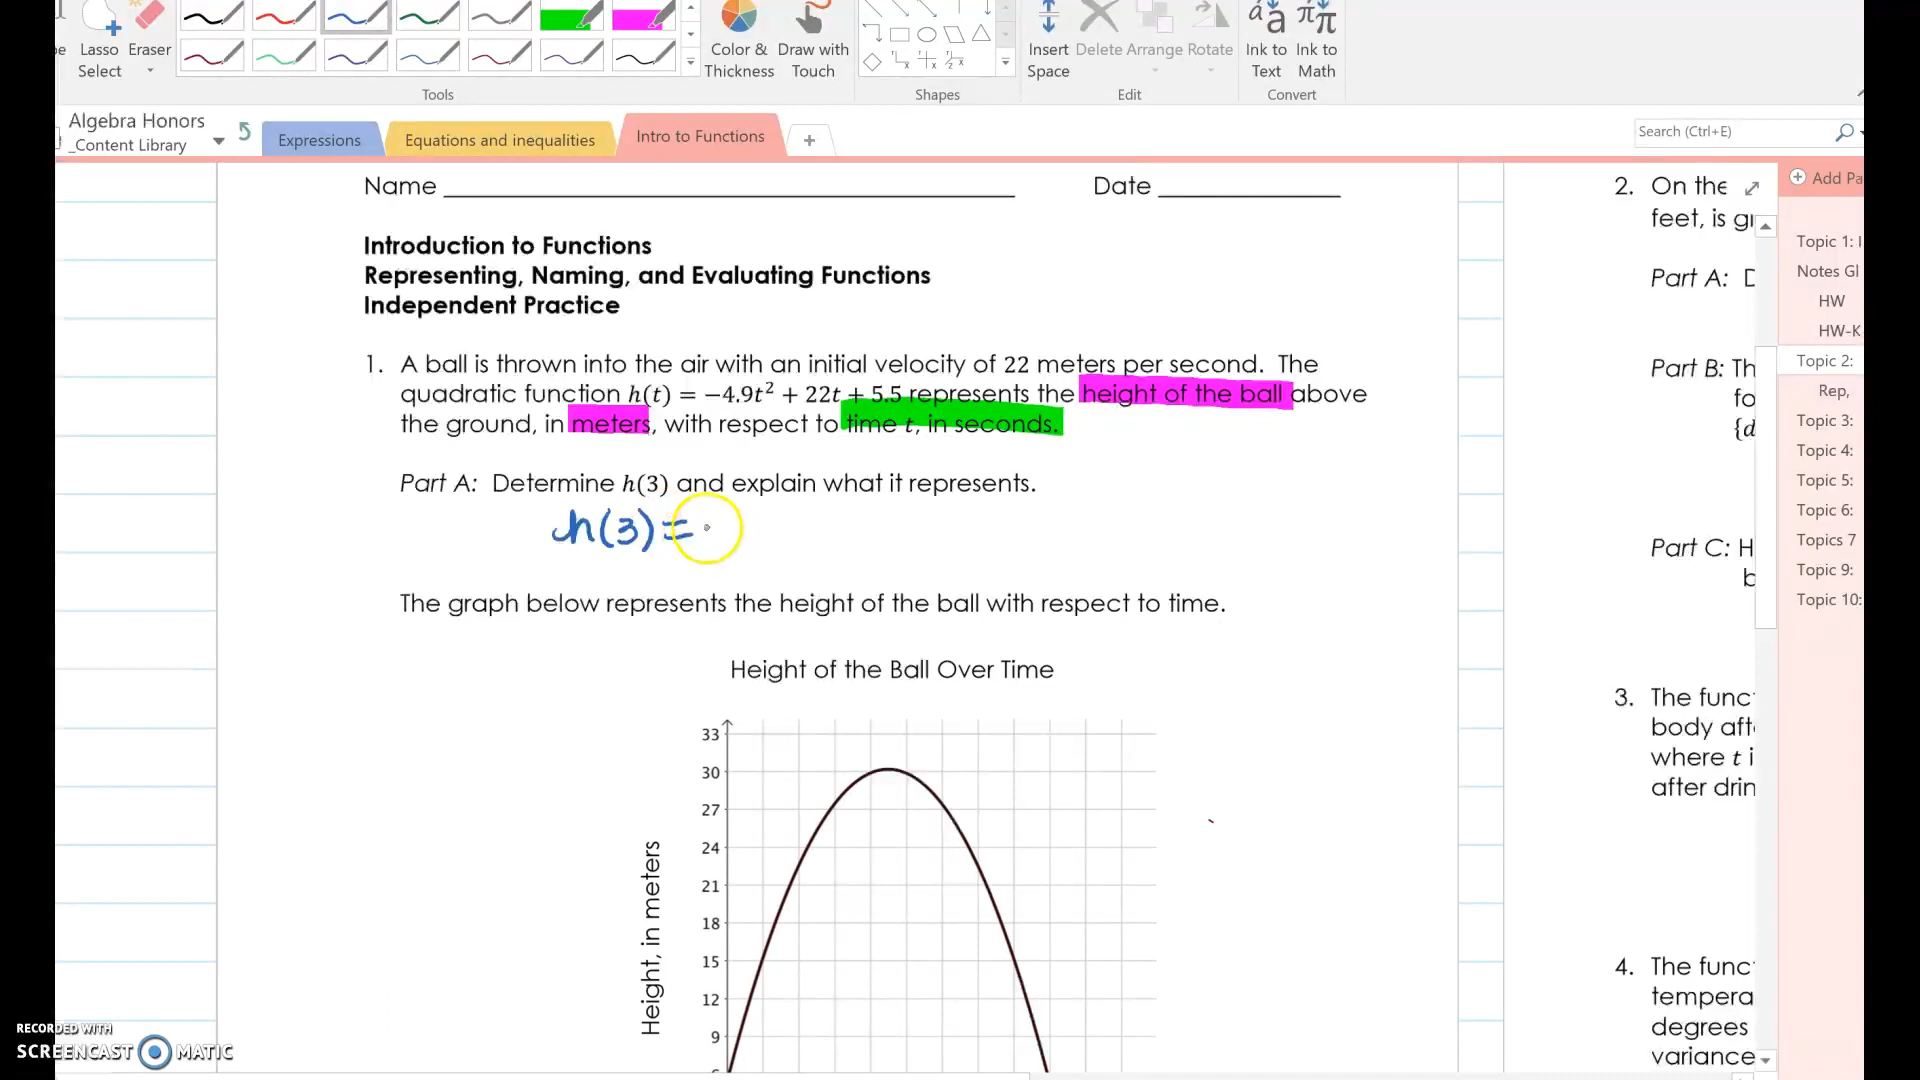 Lasso
Select
Eraser
Color &
Thickness
Draw with
Touch
Insert
Space
Delete
Arrange
Rotate
Ink to
Text
Ink to
Math
Tools
Shapes
Edit
Convert
Algebra Honors
_Content Library
Expressions
Equations and inequalities
Intro to Functions
Search (Ctrl+E)
Add Pa
Name
Date
Introduction to Functions
Representing, Naming, and Evaluating Functions
Independent Practice
1. A ball is thrown into the air with an initial velocity of 22 meters per second. The
quadratic function h(t) = −4.9t² + 22t + 5.5 represents the height of the ball above
the ground, in meters, with respect to time t, in seconds.
Part A: Determine h(3) and explain what it represents.
h(3)=
The graph below represents the height of the ball with respect to time.
Height of the Ball Over Time
Height, in meters
33
30
27
24
21
18
15
12
9
2. On the
feet, is gr
Part A: D
Part B: Th
fo
{d
Part C: H
b
3. The func
body aft
where t i
after drin
4. The func
tempera
degrees
variance
Topic 1: I
Notes Gl
HW
HW-K
Topic 2:
Rep,
Topic 3:
Topic 4:
Topic 5:
Topic 6:
Topics 7
Topic 9:
Topic 10:
RECORDED WITH
SCREENCAST MATIC